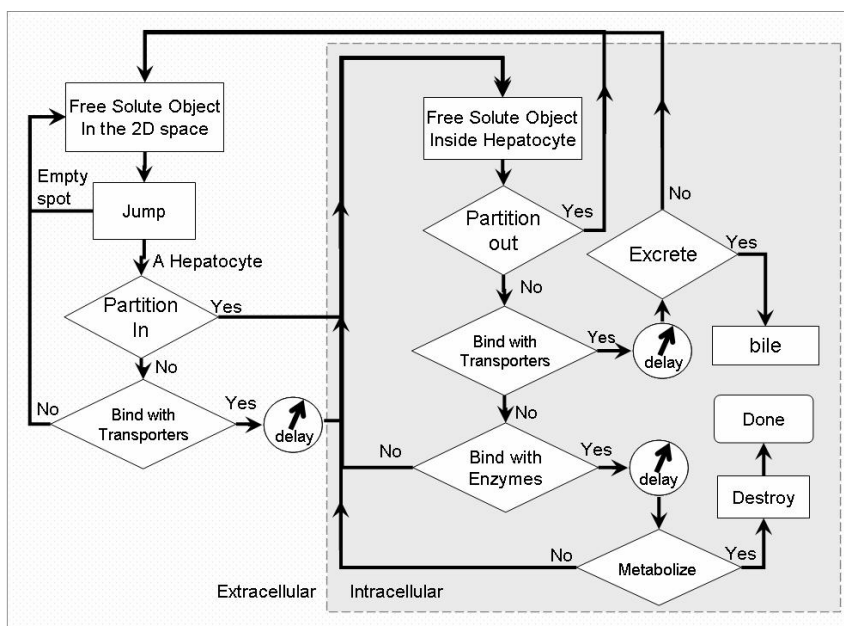 Free Solute Object
In the 2D space
Empty
spot
Jump
A Hepatocyte
Partition
In
Yes
No
Bind with
Transporters
No
Yes
delay
Extracellular
Intracellular
Free Solute Object
Inside Hepatocyte
Partition
out
Yes
No
Bind with
Transporters
Yes
delay
No
Excrete
No
Yes
bile
Bind with
Enzymes
No
Yes
delay
Metabolize
No
Yes
Destroy
Done